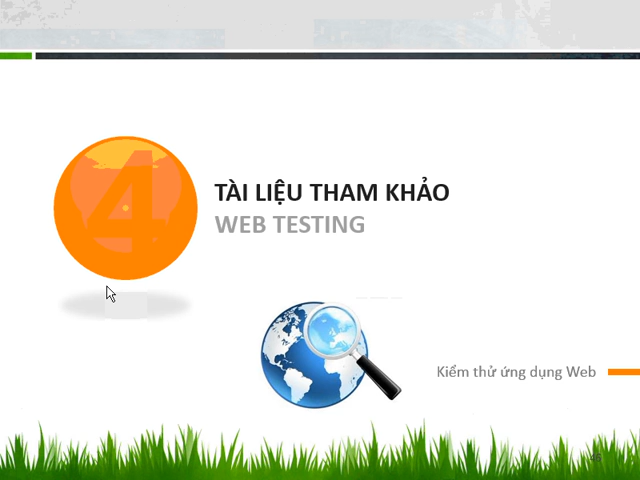 4
TÀI LIỆU THAM KHẢO
WEB TESTING
Kiểm thử ứng dụng Web